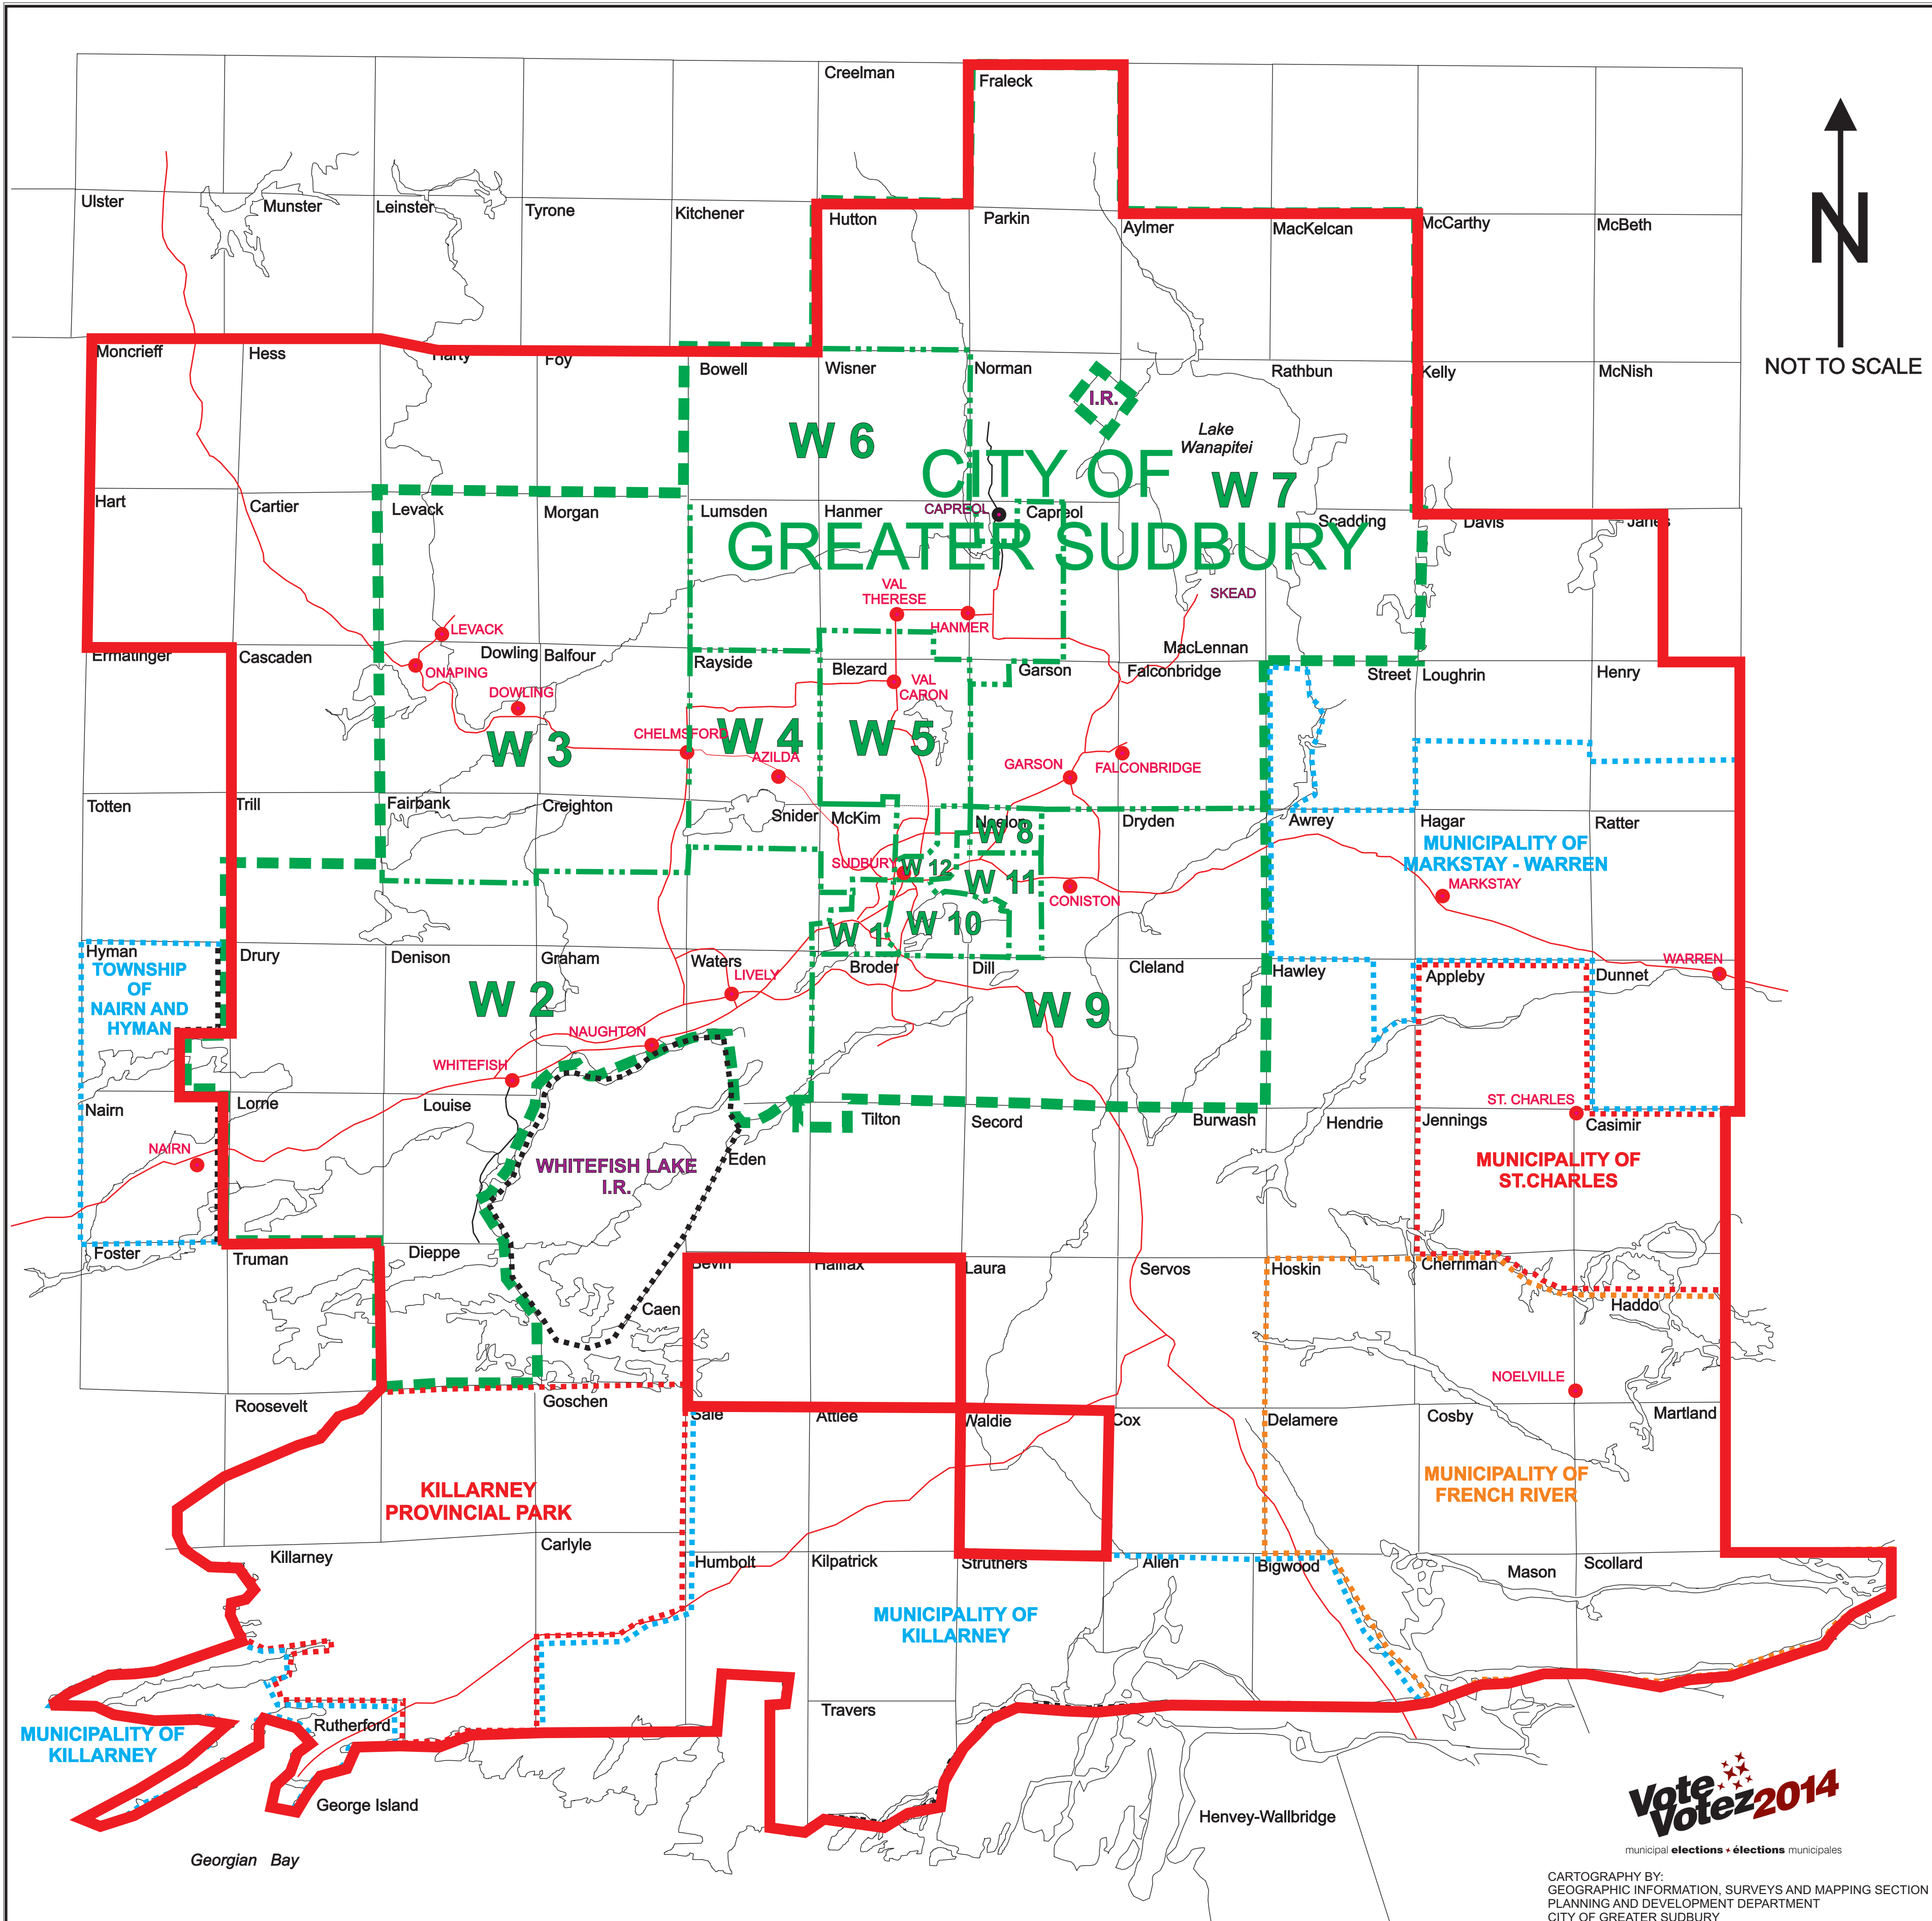 Creelman
Fraleck
N
NOT TO SCALE
Ulster
Munster
Leinster
Tyrone
Kitchener
Hutton
Parkin
Aylmer
MacKelcan
McCarthy
McBeth
Moncrieff
Hess
Harty
Foy
Bowell
Wisner
Norman
I.R.
Rathbun
Kelly
McNish
Lake
Wanapitei
W 6
CITY OF
GREATER SUDBURY
W 7
Hart
Cartier
Levack
Morgan
Lumsden
Hanmer
CAPREOL
Capreol
Scadding
Davis
Janes
VAL
THERESE
HANMER
SKEAD
LEVACK
ONAPING
DOWLING
Ermatinger
Cascaden
Dowling
Balfour
Rayside
Blezard
VAL
CARON
Garson
MacLennan
Falconbridge
Street
Loughrin
Henry
W 3
CHELMSFORD
W 4
AZILDA
W 5
GARSON
FALCONBRIDGE
Totten
Trill
Fairbank
Creighton
Snider
McKim
Neelon
W 8
Dryden
Awrey
Hagar
Ratter
MUNICIPALITY OF
MARKSTAY - WARREN
MARKSTAY
SUDBURY
W 12
W 11
CONISTON
W 1
W 10
Hyman
TOWNSHIP
OF
NAIRN AND
HYMAN
Drury
Denison
Graham
Waters
LIVELY
Broder
Dill
Cleland
Hawley
Appleby
Dunnet
WARREN
W 2
W 9
NAUGHTON
WHITEFISH
Nairn
NAIRN
Lorne
Louise
WHITEFISH LAKE
I.R.
Eden
Tilton
Secord
Burwash
Hendrie
Jennings
ST. CHARLES
Casimir
MUNICIPALITY OF
ST.CHARLES
Foster
Truman
Dieppe
Caen
Bevin
Halifax
Laura
Servos
Hoskin
Cherriman
Haddo
NOELVILLE
Roosevelt
Goschen
Sale
Attlee
Waldie
Cox
Delamere
Cosby
Martland
KILLARNEY
PROVINCIAL PARK
MUNICIPALITY OF
FRENCH RIVER
Killarney
Carlyle
Humbolt
Kilpatrick
Struthers
Allen
Bigwood
Mason
Scollard
MUNICIPALITY OF
KILLARNEY
MUNICIPALITY OF
KILLARNEY
Rutherford
Travers
George Island
Henvey-Wallbridge
Georgian Bay
Vote
Votez2014
municipal elections + élections municipales
CARTOGRAPHY BY:
GEOGRAPHIC INFORMATION, SURVEYS AND MAPPING SECTION
PLANNING AND DEVELOPMENT DEPARTMENT
CITY OF GREATER SUDBURY